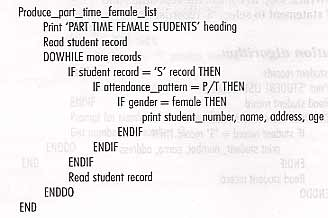 Produce_part_time_female_list
Print 'PART TIME FEMALE STUDENTS' heading
Read student record
DOWHILE more records
IF student record = 'S' record THEN
IF attendance_pattern = P/T THEN
IF gender = female THEN
print student_number, name, address, age
ENDIF
ENDIF
ENDIF
Read student record
ENDDO
END